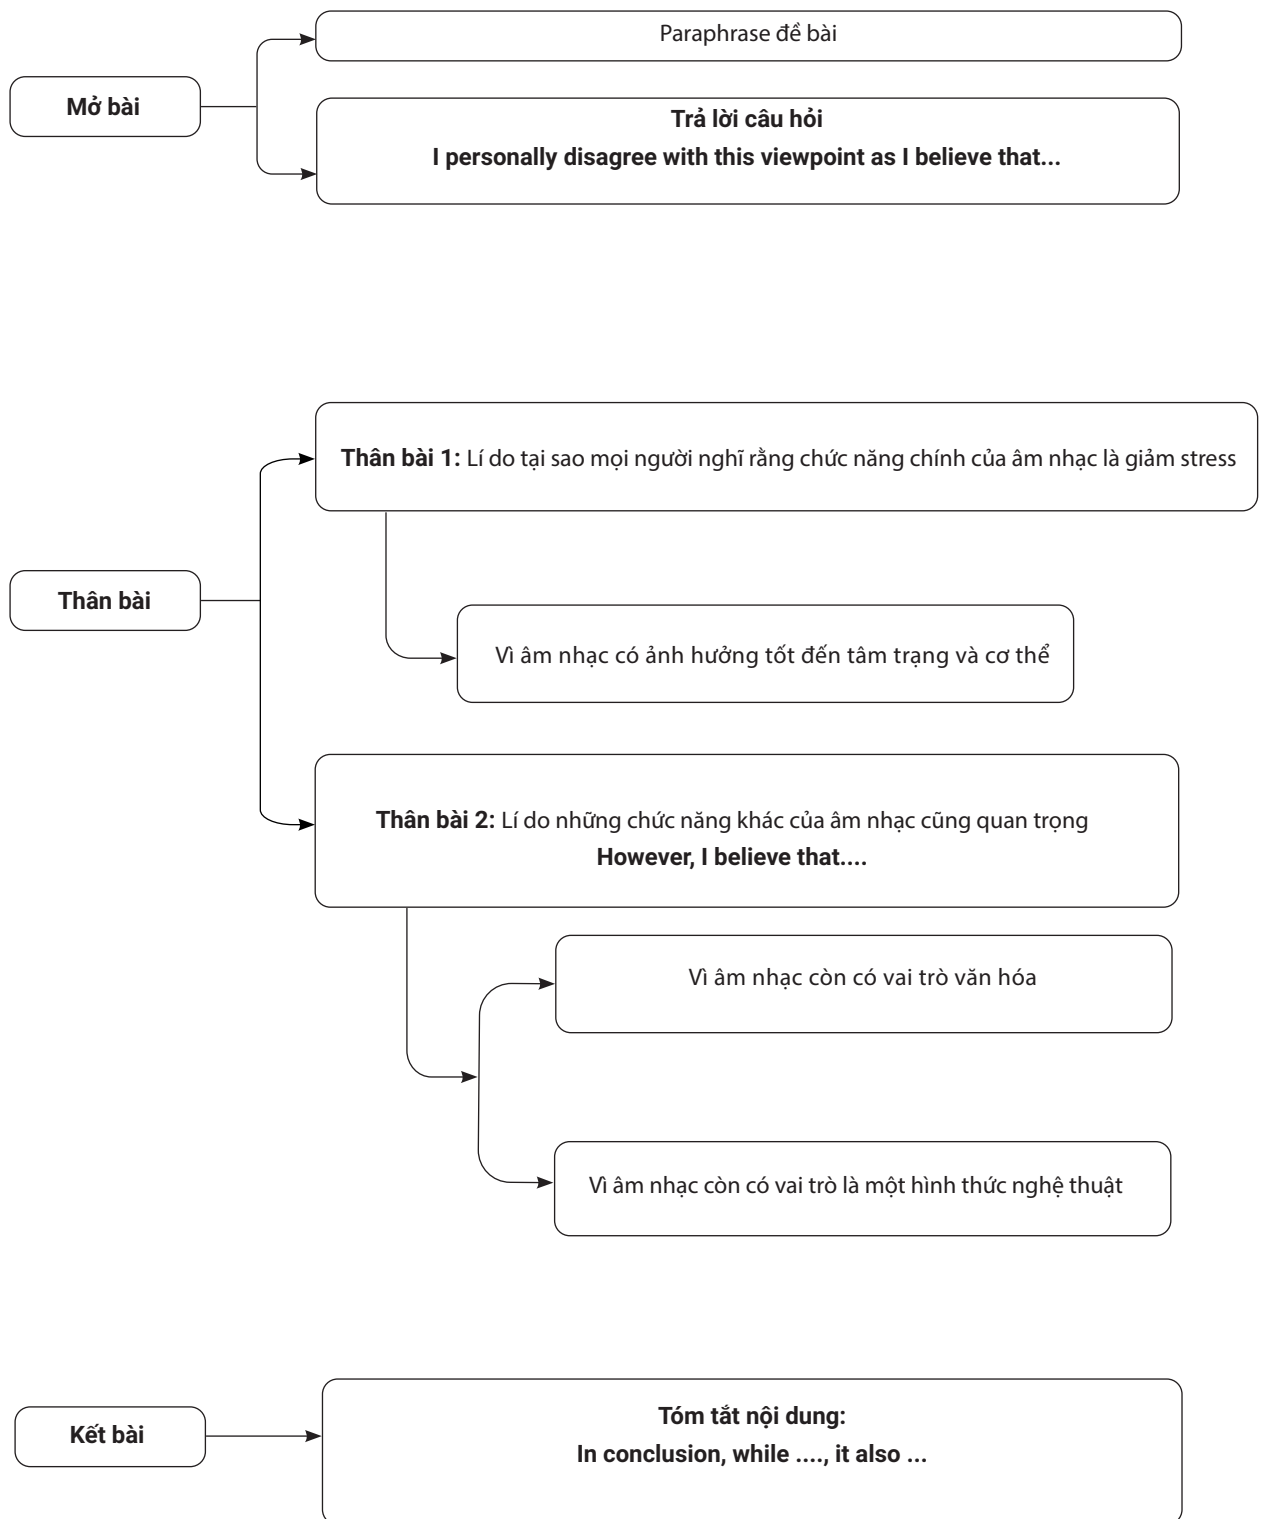 Paraphrase đề bài
Mở bài
Trả lời câu hỏi
I personally disagree with this viewpoint as I believe that...
Thân bài 1: Lí do tại sao mọi người nghĩ rằng chức năng chính của âm nhạc là giảm stress
Thân bài
Vì âm nhạc có ảnh hưởng tốt đến tâm trạng và cơ thể
Thân bài 2: Lí do những chức năng khác của âm nhạc cũng quan trọng
However, I believe that....
Vì âm nhạc còn có vai trò văn hóa
Vì âm nhạc còn có vai trò là một hình thức nghệ thuật
Kết bài
Tóm tắt nội dung:
In conclusion, while ...., it also ...